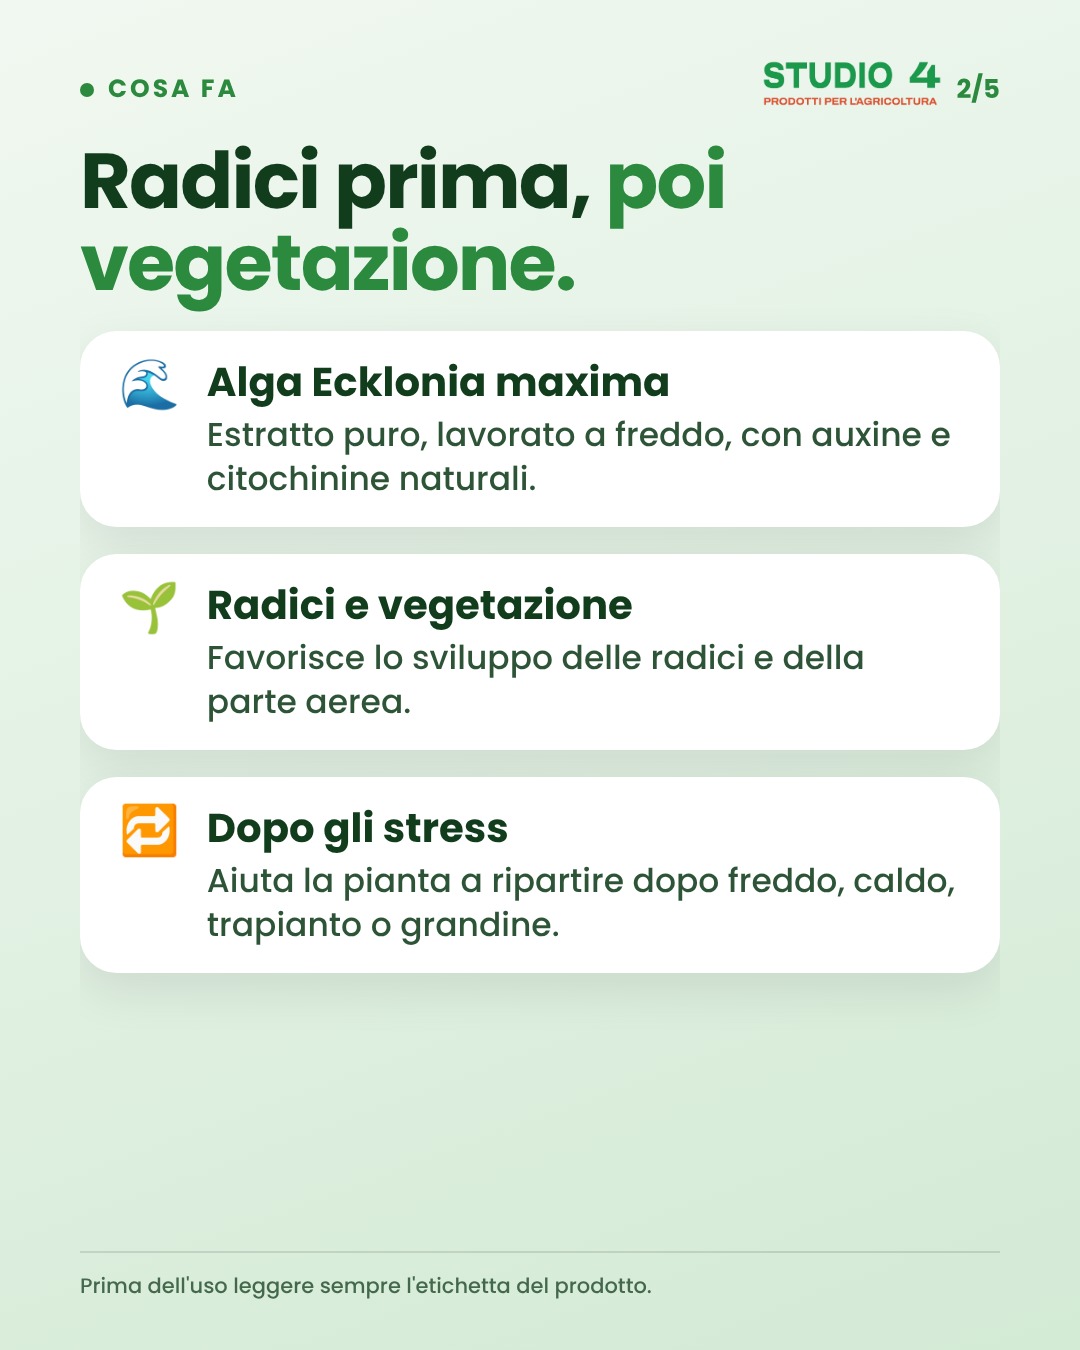 COSA FA
STUDIO 4
PRODOTTI PER L'AGRICOLTURA
2/5
Radici prima, poi
vegetazione.
Alga Ecklonia maxima
Estratto puro, lavorato a freddo, con auxine e
citochinine naturali.
Radici e vegetazione
Favorisce lo sviluppo delle radici e della
parte aerea.
Dopo gli stress
Aiuta la pianta a ripartire dopo freddo, caldo,
trapianto o grandine.
Prima dell'uso leggere sempre l'etichetta del prodotto.